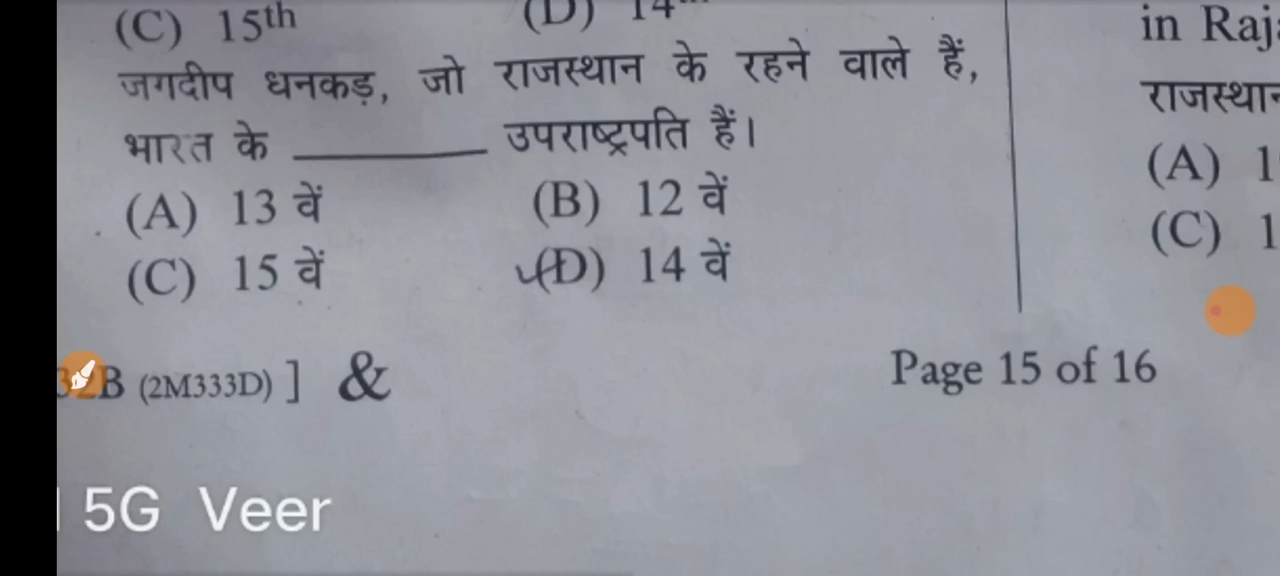 (C) 15th (D) 14
जगदीप धनकड़, जो राजस्थान के रहने वाले हैं,
भारत के ________ उपराष्ट्रपति हैं।
(A) 13 वें (B) 12 वें
(C) 15 वें (D) 14 वें
B (2M333D) ] &
Page 15 of 16
in Raj
राजस्थान
(A) 1
(C) 1
5G Veer